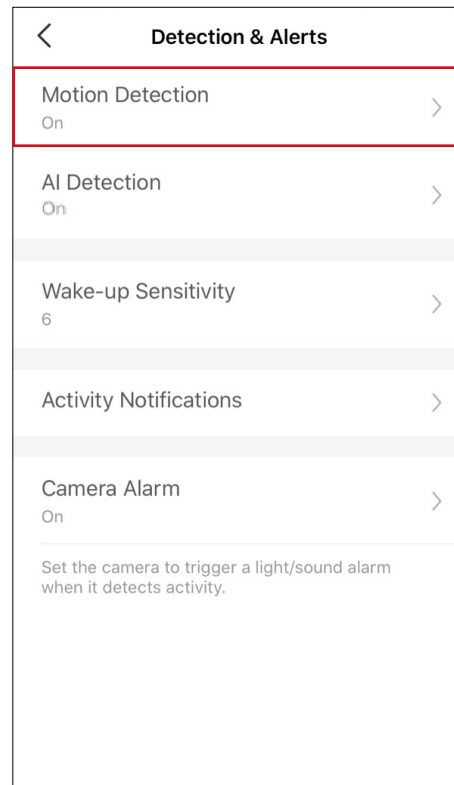 Detection & Alerts
Motion Detection
On
AI Detection
On
Wake-up Sensitivity
6
Activity Notifications
Camera Alarm
On
Set the camera to trigger a light/sound alarm
when it detects activity.